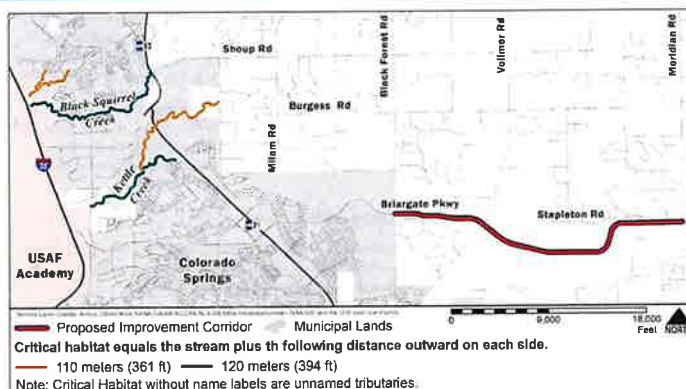 Shoup Rd
Black Forest Rd
Vollmer Rd
Meridian Rd
Burgess Rd
Milam Rd
Black Squirrel
Creek
Kettle
Creek
Briargate Pkwy
Stapleton Rd
USAF
Academy
Colorado
Springs
Proposed Improvement Corridor
Municipal Lands
0
9,000
18,000
Feet
NORTH
Critical habitat equals the stream plus th following distance outward on each side.
110 meters (361 ft)
120 meters (394 ft)
Note: Critical Habitat without name labels are unnamed tributaries.